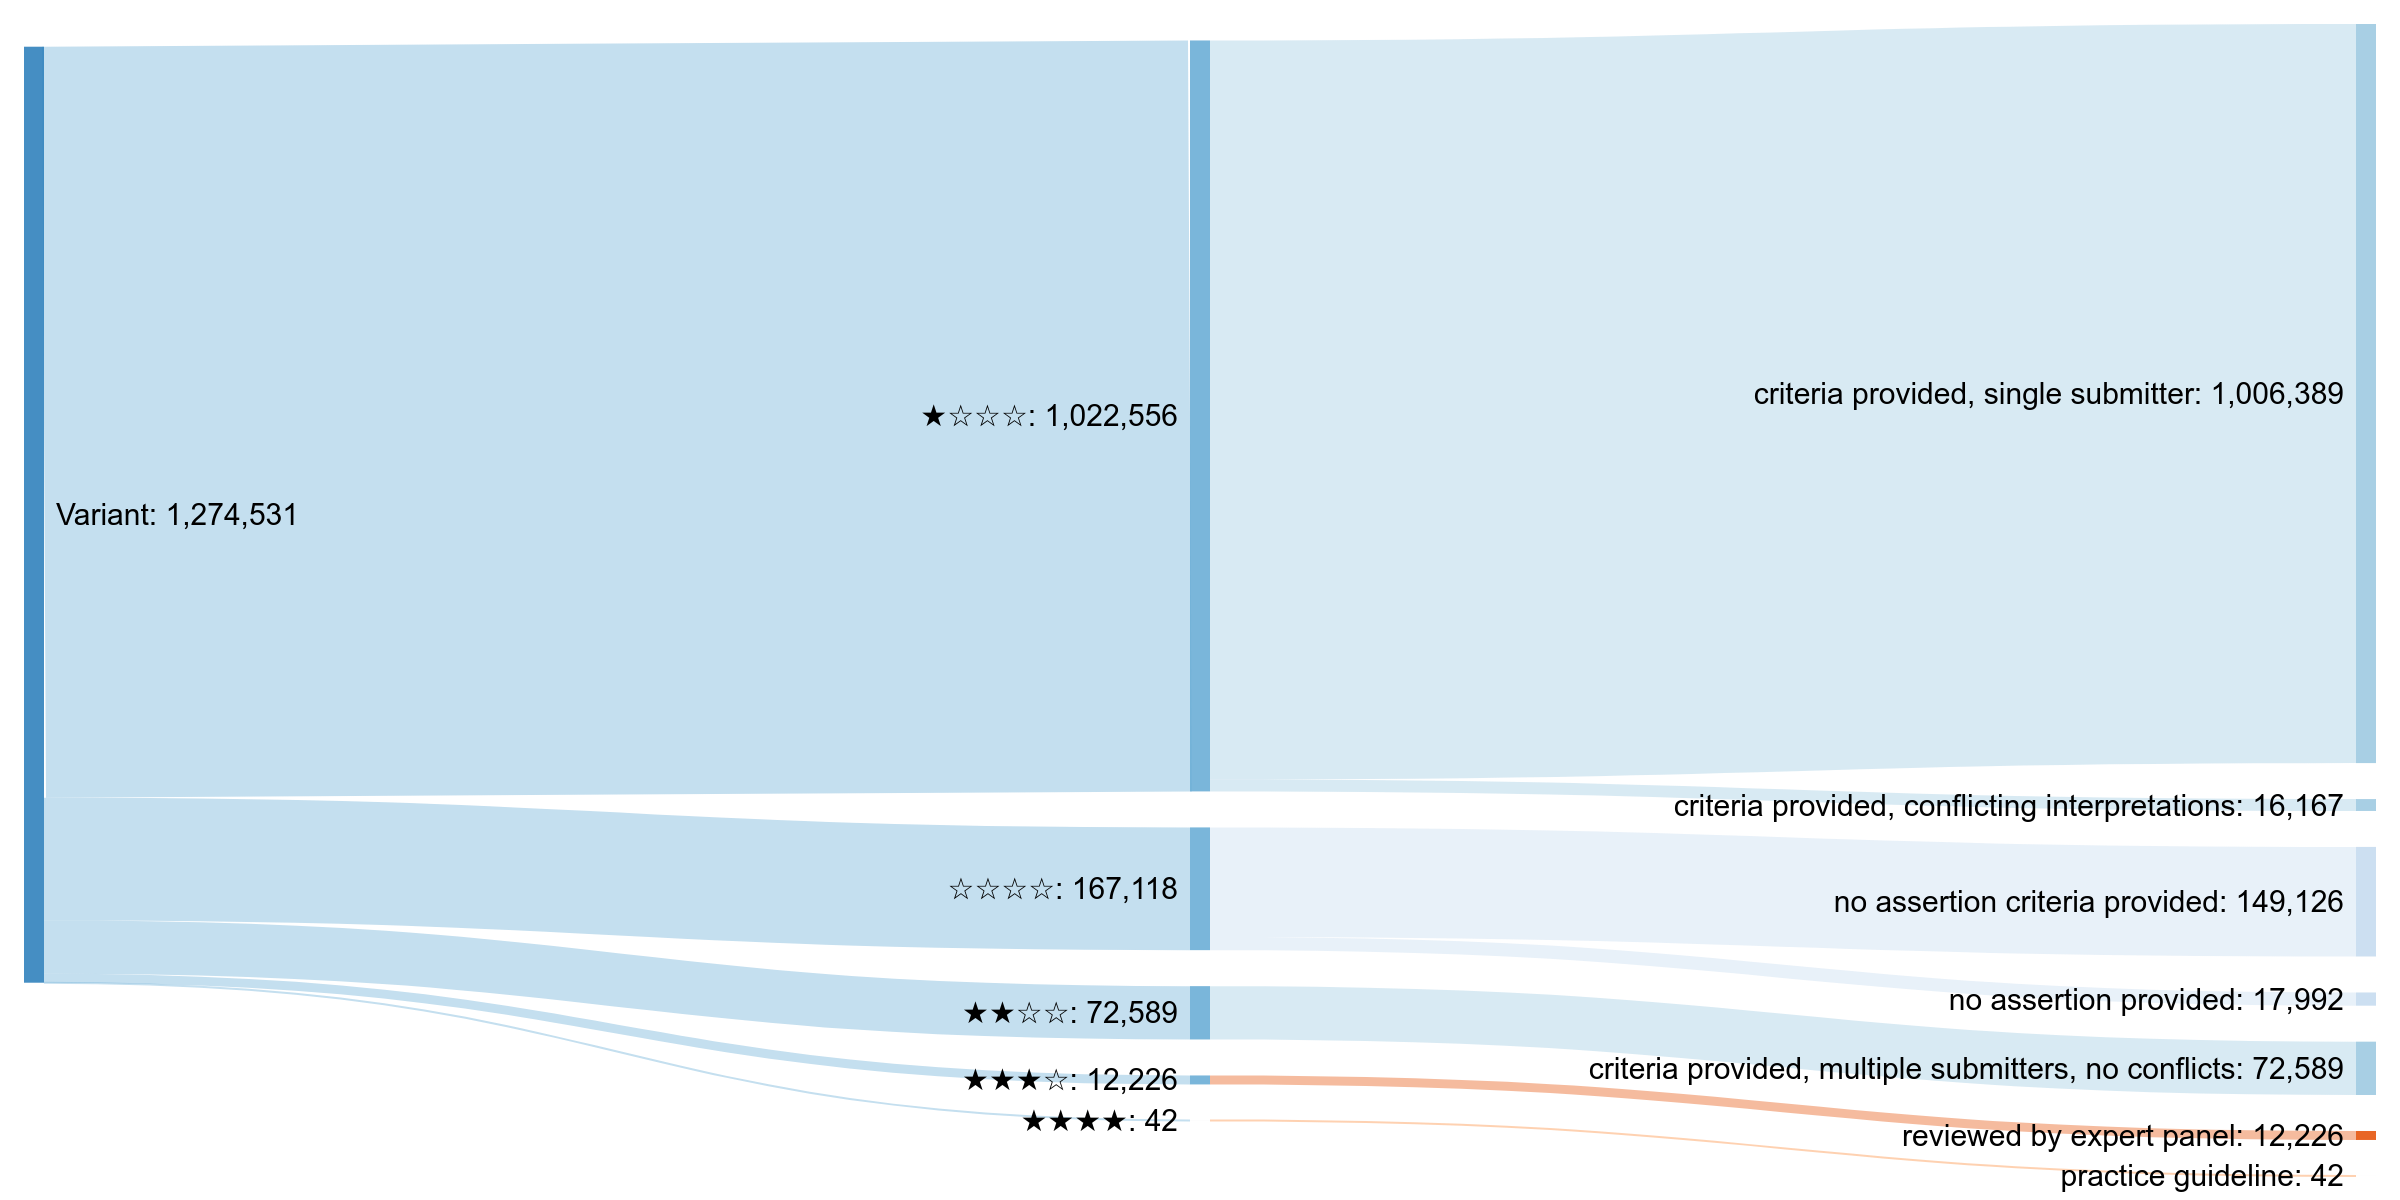 Variant: 1,274,531
★☆☆☆: 1,022,556
☆☆☆☆: 167,118
★★☆☆: 72,589
★★★☆: 12,226
★★★★: 42
criteria provided, single submitter: 1,006,389
criteria provided, conflicting interpretations: 16,167
no assertion criteria provided: 149,126
no assertion provided: 17,992
criteria provided, multiple submitters, no conflicts: 72,589
reviewed by expert panel: 12,226
practice guideline: 42